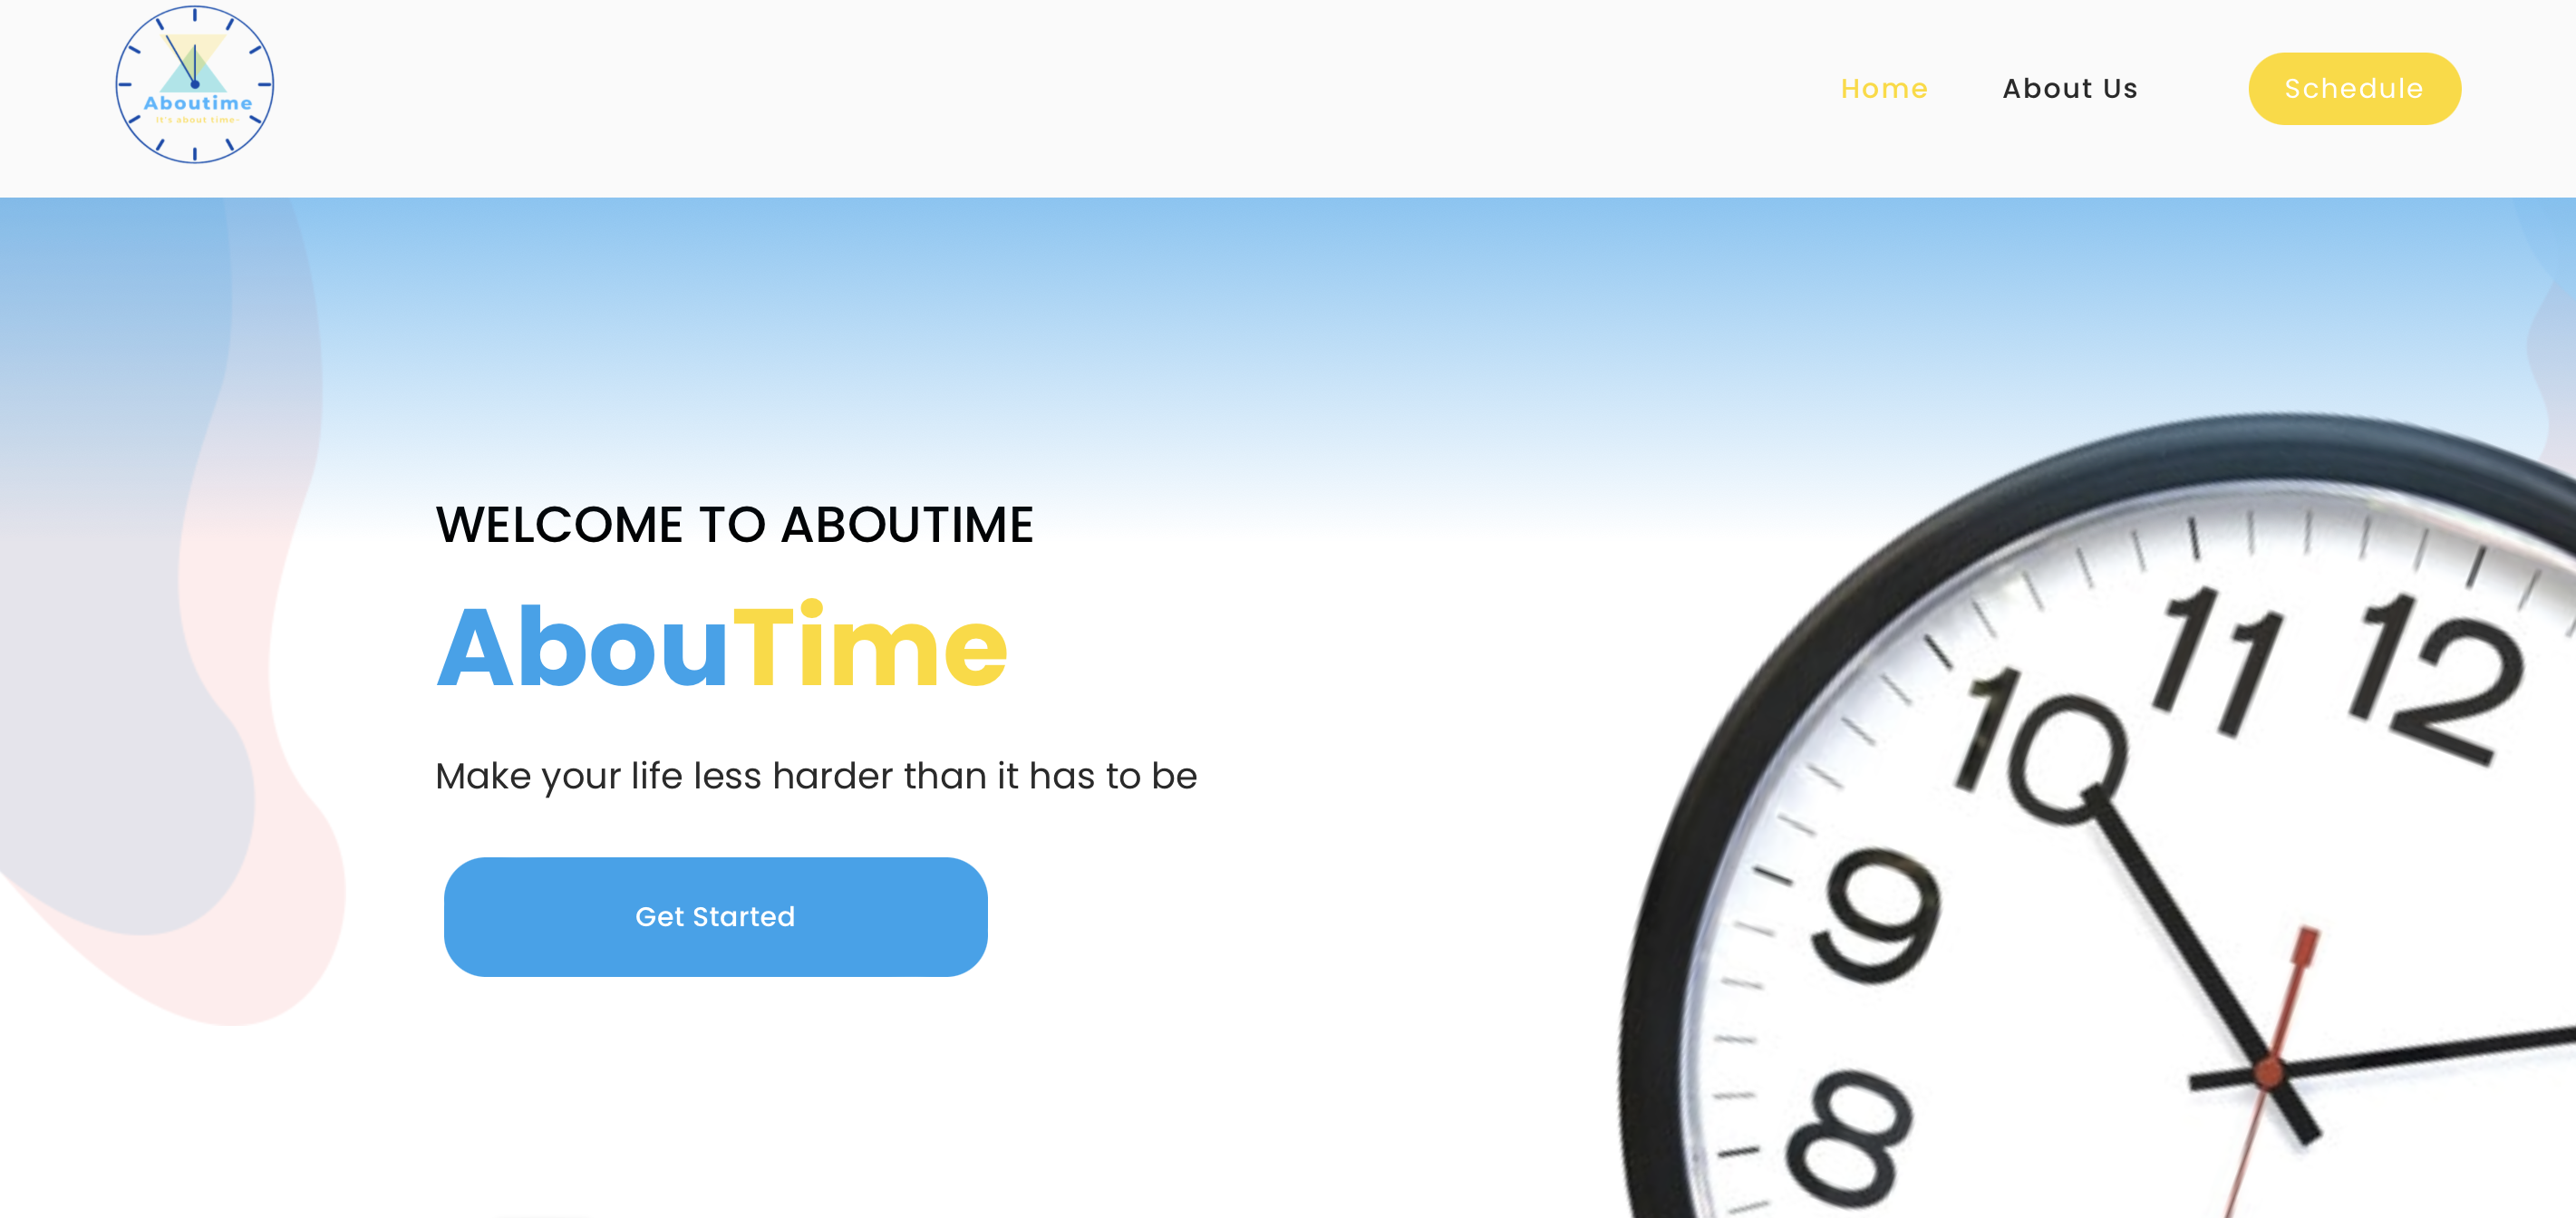 Aboutime
It's about time-
Home
About Us
Schedule
WELCOME TO ABOUTIME
AbouTime
Make your life less harder than it has to be
Get Started
12
11
10
9
8